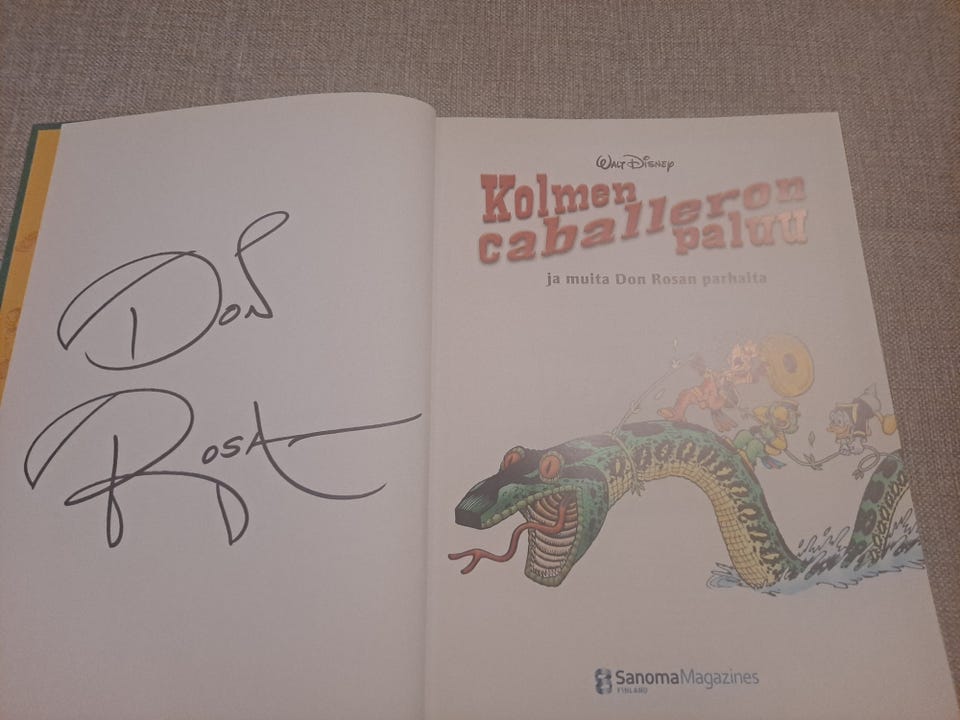 Don
Rosa
Walt Disney
Kolmen
caballeron
paluu
ja muita Don Rosan parhaita
SanomaMagazines
FINLAND